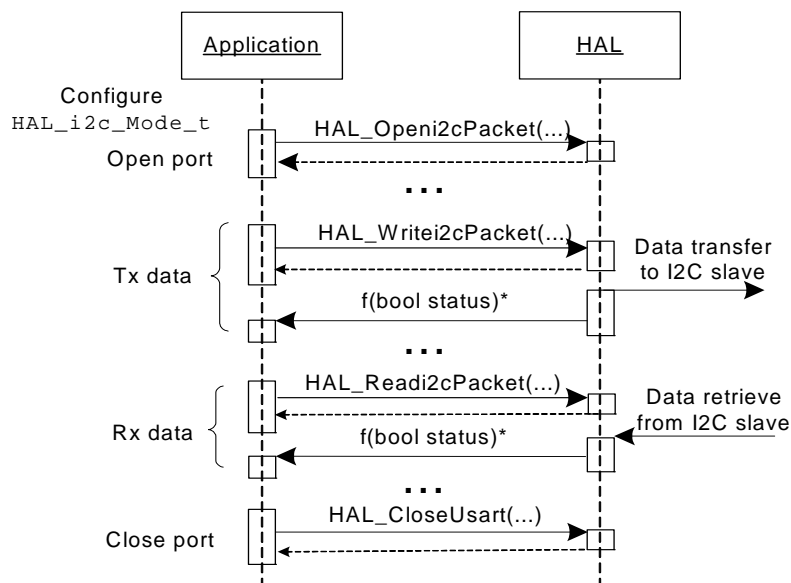 Application
HAL
Configure
HAL_i2c_Mode_t
Open port
HAL_Openi2cPacket(...)
...
Tx data
HAL_Writei2cPacket(...)
Data transfer
to I2C slave
f(bool status)*
...
Rx data
HAL_Readi2cPacket(...)
Data retrieve
from I2C slave
f(bool status)*
...
Close port
HAL_CloseUsart(...)